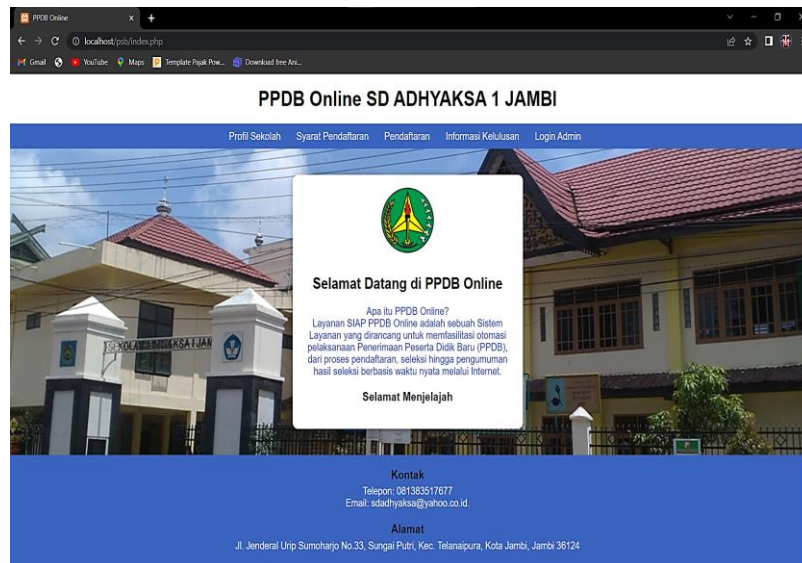 PPDB Online
localhost/psb/index.php
Gmail YouTube Maps Template Pajak Pow... Download free Ani...
PPDB Online SD ADHYAKSA 1 JAMBI
Profil Sekolah Syarat Pendaftaran Pendaftaran Informasi Kelulusan Login Admin
Selamat Datang di PPDB Online
Apa itu PPDB Online?
Layanan SIAP PPDB Online adalah sebuah Sistem
Layanan yang dirancang untuk memfasilitasi otomasi
pelaksanaan Penerimaan Peserta Didik Baru (PPDB),
dari proses pendaftaran, seleksi hingga pengumuman
hasil seleksi berbasis waktu nyata melalui Internet.
Selamat Menjelajah
Kontak
Telepon: 081383517677
Email: sdadhyaksa@yahoo.co.id.
Alamat
Jl. Jenderal Urip Sumoharjo No.33, Sungai Putri, Kec. Telanaipura, Kota Jambi, Jambi 36124